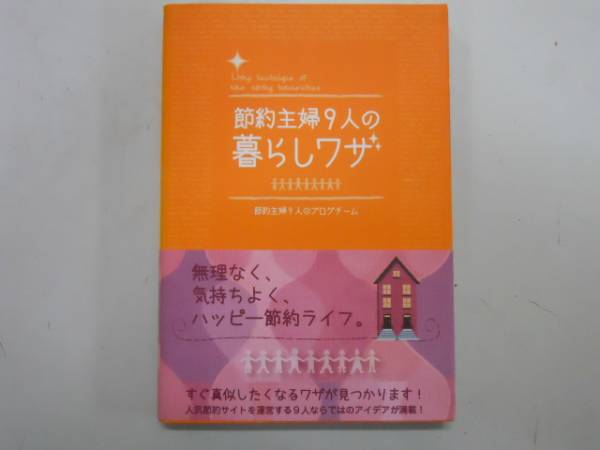 Living technique of
nine saving housewives
節約主婦9人の
暮らしワザ
節約主婦9人のブログチーム
無理なく、
気持ちよく、
ハッピー節約ライフ。
すぐ真似したくなるワザが見つかります!
人気節約サイトを運営する9人ならではのアイデアが満載!